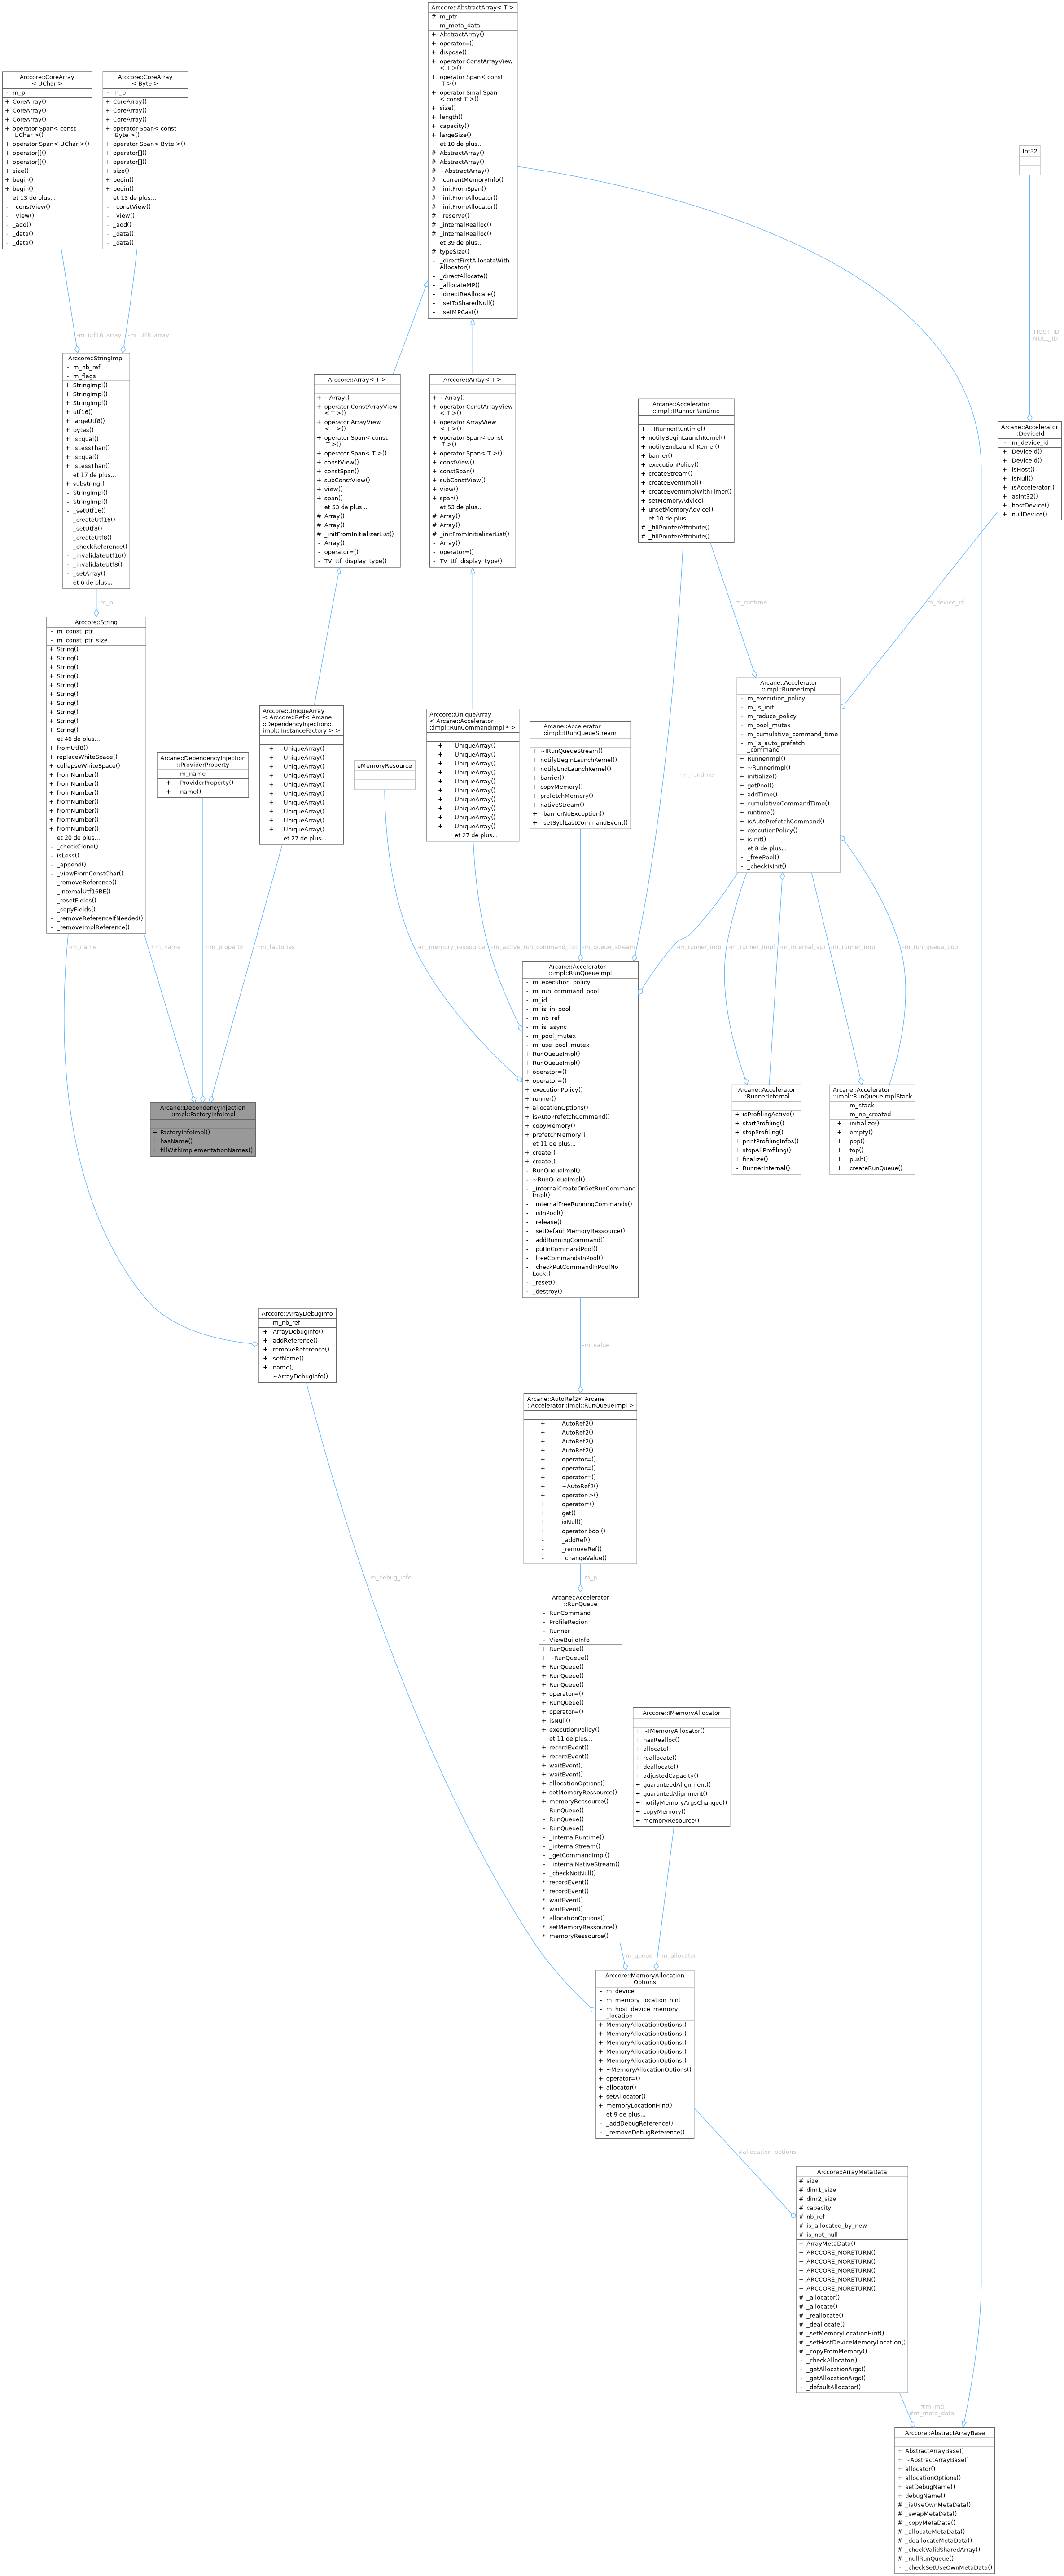 Arccore::AbstractArray< T >
# m_ptr
- m_meta_data
+ AbstractArray()
+ operator=()
+ dispose()
+ operator ConstArrayView
< T >()
+ operator Span< const
T >()
+ operator SmallSpan
< const T >()
+ size()
+ length()
+ capacity()
+ largeSize()
et 10 de plus...
# AbstractArray()
# AbstractArray()
# ~AbstractArray()
# _currentMemoryInfo()
# _initFromSpan()
# _initFromAllocator()
# _initFromAllocator()
# _reserve()
# _internalRealloc()
# _internalRealloc()
et 39 de plus...
# typeSize()
- _directFirstAllocateWith
Allocator()
- _directAllocate()
- _allocateMP()
- _directReAllocate()
- _setToSharedNull()
- _setMPCast()
Arccore::CoreArray
< UChar >
- m_p
+ CoreArray()
+ CoreArray()
+ CoreArray()
+ operator Span< const
UChar >()
+ operator Span< UChar >()
+ operator[]()
+ operator[]()
+ size()
+ begin()
+ begin()
et 13 de plus...
- _constView()
- _view()
- _add()
- _data()
- _data()
Arccore::CoreArray
< Byte >
- m_p
+ CoreArray()
+ CoreArray()
+ CoreArray()
+ operator Span< const
Byte >()
+ operator Span< Byte >()
+ operator[]()
+ operator[]()
+ size()
+ begin()
+ begin()
et 13 de plus...
- _constView()
- _view()
- _add()
- _data()
- _data()
Int32
-m_utf16_array
-m_utf8_array
-HOST_ID
-NULL_ID
Arccore::StringImpl
- m_nb_ref
- m_flags
+ StringImpl()
+ StringImpl()
+ StringImpl()
+ utf16()
+ largeUtf8()
+ bytes()
+ isEqual()
+ isLessThan()
+ isEqual()
+ isLessThan()
et 17 de plus...
+ substring()
- StringImpl()
- StringImpl()
- _setUtf16()
- _createUtf16()
- _setUtf8()
- _createUtf8()
- _checkReference()
- _invalidateUtf16()
- _invalidateUtf8()
- _setArray()
et 6 de plus...
Arccore::Array< T >
+ ~Array()
+ operator ConstArrayView
< T >()
+ operator ArrayView
< T >()
+ operator Span< const
T >()
+ operator Span< T >()
+ constView()
+ constSpan()
+ subConstView()
+ view()
+ span()
et 53 de plus...
# Array()
# Array()
# _initFromInitializerList()
- Array()
- operator=()
- TV_ttf_display_type()
Arccore::Array< T >
+ ~Array()
+ operator ConstArrayView
< T >()
+ operator ArrayView
< T >()
+ operator Span< const
T >()
+ operator Span< T >()
+ constView()
+ constSpan()
+ subConstView()
+ view()
+ span()
et 53 de plus...
# Array()
# Array()
# _initFromInitializerList()
- Array()
- operator=()
- TV_ttf_display_type()
Arcane::Accelerator
::impl::IRunnerRuntime
+ ~IRunnerRuntime()
+ notifyBeginLaunchKernel()
+ notifyEndLaunchKernel()
+ barrier()
+ executionPolicy()
+ createStream()
+ createEventImpl()
+ createEventImplWithTimer()
+ setMemoryAdvice()
+ unsetMemoryAdvice()
et 10 de plus...
# _fillPointerAttribute()
# _fillPointerAttribute()
Arcane::Accelerator
::DeviceId
- m_device_id
+ DeviceId()
+ DeviceId()
+ isHost()
+ isNull()
+ isAccelerator()
+ asInt32()
+ hostDevice()
+ nullDevice()
-m_p
-m_runtime
-m_device_id
Arccore::String
- m_const_ptr
- m_const_ptr_size
+ String()
+ String()
+ String()
+ String()
+ String()
+ String()
+ String()
+ String()
+ String()
+ String()
et 46 de plus...
+ fromUtf8()
+ replaceWhiteSpace()
+ collapseWhiteSpace()
+ fromNumber()
+ fromNumber()
+ fromNumber()
+ fromNumber()
+ fromNumber()
+ fromNumber()
+ fromNumber()
et 20 de plus...
- _checkClone()
- isLess()
- _append()
- _viewFromConstChar()
- _removeReference()
- _internalUtf16BE()
- _resetFields()
- _copyFields()
- _removeReferenceIfNeeded()
- _removeImplReference()
Arcane::DependencyInjection
::ProviderProperty
- m_name
+ ProviderProperty()
+ name()
Arccore::UniqueArray
< Arccore::Ref< Arcane
::DependencyInjection::
impl::IInstanceFactory > >
+ UniqueArray()
+ UniqueArray()
+ UniqueArray()
+ UniqueArray()
+ UniqueArray()
+ UniqueArray()
+ UniqueArray()
+ UniqueArray()
+ UniqueArray()
+ UniqueArray()
et 27 de plus...
eMemoryResource
Arccore::UniqueArray
< Arcane::Accelerator
::impl::RunCommandImpl * >
+ UniqueArray()
+ UniqueArray()
+ UniqueArray()
+ UniqueArray()
+ UniqueArray()
+ UniqueArray()
+ UniqueArray()
+ UniqueArray()
+ UniqueArray()
+ UniqueArray()
et 27 de plus...
Arcane::Accelerator
::impl::IRunQueueStream
+ ~IRunQueueStream()
+ notifyBeginLaunchKernel()
+ notifyEndLaunchKernel()
+ barrier()
+ copyMemory()
+ prefetchMemory()
+ nativeStream()
+ _barrierNoException()
+ _setSyclLastCommandEvent()
-m_runtime
Arcane::Accelerator
::impl::RunnerImpl
- m_execution_policy
- m_is_init
- m_reduce_policy
- m_pool_mutex
- m_cumulative_command_time
- m_is_auto_prefetch
_command
+ RunnerImpl()
+ ~RunnerImpl()
+ initialize()
+ getPool()
+ addTime()
+ cumulativeCommandTime()
+ runtime()
+ isAutoPrefetchCommand()
+ executionPolicy()
+ isInit()
et 8 de plus...
- _freePool()
- _checkIsInit()
-m_name
+m_name
+m_property
+m_factories
-m_memory_ressource
-m_active_run_command_list
-m_queue_stream
-m_runner_impl
-m_runner_impl
-m_internal_api
-m_runner_impl
-m_run_queue_pool
Arcane::DependencyInjection
::impl::FactoryInfoImpl
+ FactoryInfoImpl()
+ hasName()
+ fillWithImplementationNames()
Arcane::Accelerator
::impl::RunQueueImpl
- m_execution_policy
- m_run_command_pool
- m_id
- m_is_in_pool
- m_nb_ref
- m_is_async
- m_pool_mutex
- m_use_pool_mutex
+ RunQueueImpl()
+ RunQueueImpl()
+ operator=()
+ operator=()
+ executionPolicy()
+ runner()
+ allocationOptions()
+ isAutoPrefetchCommand()
+ copyMemory()
+ prefetchMemory()
et 11 de plus...
+ create()
+ create()
- RunQueueImpl()
- ~RunQueueImpl()
- _internalCreateOrGetRunCommand
Impl()
- _internalFreeRunningCommands()
- _isInPool()
- _release()
- _setDefaultMemoryRessource()
- _addRunningCommand()
- _putInCommandPool()
- _freeCommandsInPool()
- _checkPutCommandInPoolNo
Lock()
- _reset()
- _destroy()
Arcane::Accelerator
::RunnerInternal
+ isProfilingActive()
+ startProfiling()
+ stopProfiling()
+ printProfilingInfos()
+ stopAllProfiling()
+ finalize()
- RunnerInternal()
Arcane::Accelerator
::impl::RunQueueImplStack
- m_stack
- m_nb_created
+ initialize()
+ empty()
+ pop()
+ top()
+ push()
+ createRunQueue()
Arccore::ArrayDebugInfo
- m_nb_ref
+ ArrayDebugInfo()
+ addReference()
+ removeReference()
+ setName()
+ name()
- ~ArrayDebugInfo()
-m_value
Arcane::AutoRef2< Arcane
::Accelerator::impl::RunQueueImpl >
+ AutoRef2()
+ AutoRef2()
+ AutoRef2()
+ AutoRef2()
+ operator=()
+ operator=()
+ operator=()
+ ~AutoRef2()
+ operator->()
+ operator*()
+ get()
+ isNull()
+ operator bool()
- _addRef()
- _removeRef()
- _changeValue()
-m_debug_info
-m_p
Arcane::Accelerator
::RunQueue
- RunCommand
- ProfileRegion
- Runner
- ViewBuildInfo
+ RunQueue()
+ ~RunQueue()
+ RunQueue()
+ RunQueue()
+ RunQueue()
+ operator=()
+ RunQueue()
+ operator=()
+ isNull()
+ executionPolicy()
et 11 de plus...
+ recordEvent()
+ recordEvent()
+ waitEvent()
+ waitEvent()
+ allocationOptions()
+ setMemoryRessource()
+ memoryRessource()
- RunQueue()
- RunQueue()
- RunQueue()
- _internalRuntime()
- _internalStream()
- _getCommandImpl()
- _internalNativeStream()
- _checkNotNull()
* recordEvent()
* recordEvent()
* waitEvent()
* waitEvent()
* allocationOptions()
* setMemoryRessource()
* memoryRessource()
Arccore::IMemoryAllocator
+ ~IMemoryAllocator()
+ hasRealloc()
+ allocate()
+ reallocate()
+ deallocate()
+ adjustedCapacity()
+ guaranteedAlignment()
+ guarantedAlignment()
+ notifyMemoryArgsChanged()
+ copyMemory()
+ memoryResource()
-m_queue
-m_allocator
Arccore::MemoryAllocation
Options
- m_device
- m_memory_location_hint
- m_host_device_memory
_location
+ MemoryAllocationOptions()
+ MemoryAllocationOptions()
+ MemoryAllocationOptions()
+ MemoryAllocationOptions()
+ MemoryAllocationOptions()
+ ~MemoryAllocationOptions()
+ operator=()
+ allocator()
+ setAllocator()
+ memoryLocationHint()
et 9 de plus...
- _addDebugReference()
- _removeDebugReference()
#allocation_options
Arccore::ArrayMetaData
# size
# dim1_size
# dim2_size
# capacity
# nb_ref
# is_allocated_by_new
# is_not_null
+ ArrayMetaData()
+ ARCCORE_NORETURN()
+ ARCCORE_NORETURN()
+ ARCCORE_NORETURN()
+ ARCCORE_NORETURN()
+ ARCCORE_NORETURN()
# _allocator()
# _allocate()
# _reallocate()
# _deallocate()
# _setMemoryLocationHint()
# _setHostDeviceMemoryLocation()
# _copyFromMemory()
- _checkAllocator()
- _getAllocationArgs()
- _getAllocationArgs()
- _defaultAllocator()
#m_md
#m_meta_data
Arccore::AbstractArrayBase
+ AbstractArrayBase()
+ ~AbstractArrayBase()
+ allocator()
+ allocationOptions()
+ setDebugName()
+ debugName()
# _isUseOwnMetaData()
# _swapMetaData()
# _copyMetaData()
# _allocateMetaData()
# _deallocateMetaData()
# _checkValidSharedArray()
# _nullRunQueue()
- _checkSetUseOwnMetaData()